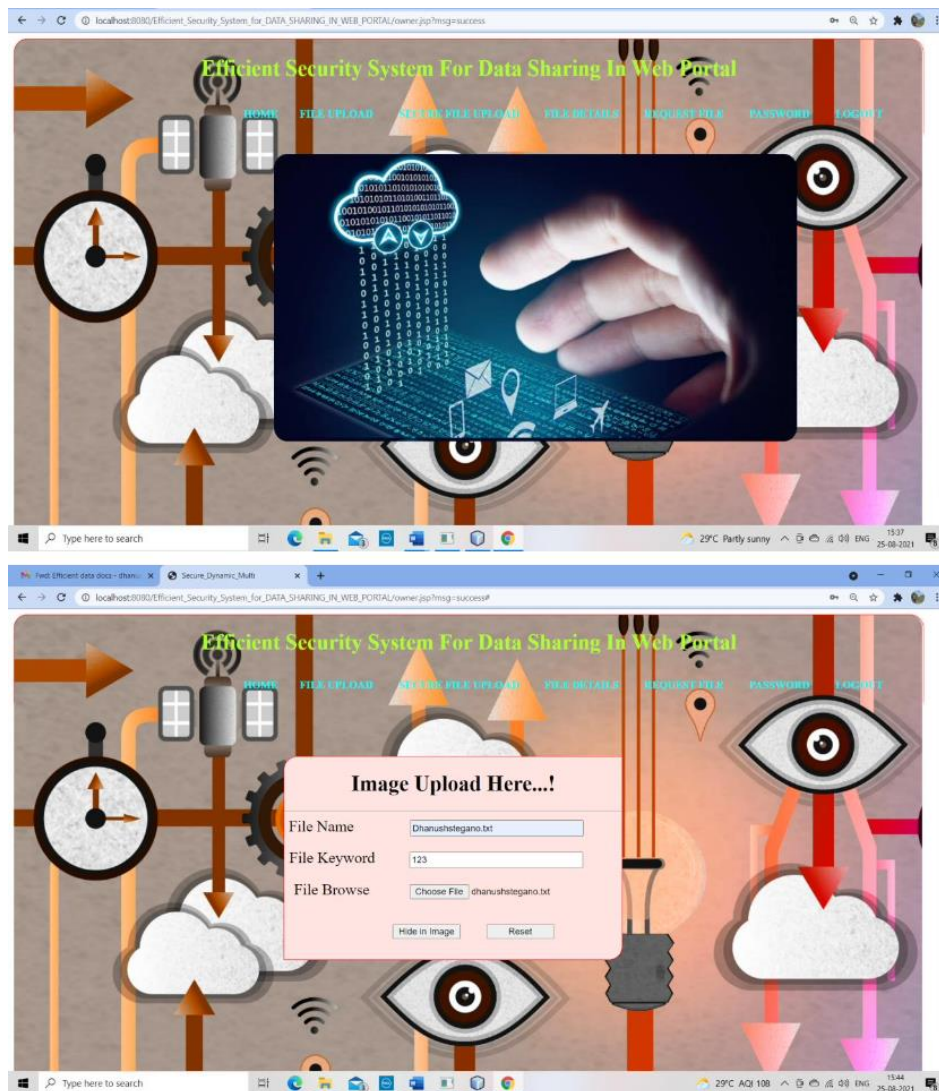 localhost:8080/Efficient_Security_System_for_DATA_SHARING_IN_WEB_PORTAL/owner.jsp?msg=success
Efficient Security System For Data Sharing In Web Portal
HOME FILE UPLOAD SECURE FILE UPLOAD FILE DETAILS REQUEST FILE PASSWORD LOGOUT
Type here to search
29°C Partly sunny
ENG
15:37
25-08-2021
Fwd: Efficient data docs - dhanu
Secure_Dynamic_Multi
localhost:8080/Efficient_Security_System_for_DATA_SHARING_IN_WEB_PORTAL/owner.jsp?msg=success#
Efficient Security System For Data Sharing In Web Portal
HOME FILE UPLOAD SECURE FILE UPLOAD FILE DETAILS REQUEST FILE PASSWORD LOGOUT
Image Upload Here...!
File Name Dhanushstegano.txt
File Keyword 123
File Browse Choose File dhanushstegano.txt
Hide in Image Reset
Type here to search
29°C AQI 108
ENG
15:44
25-08-2021